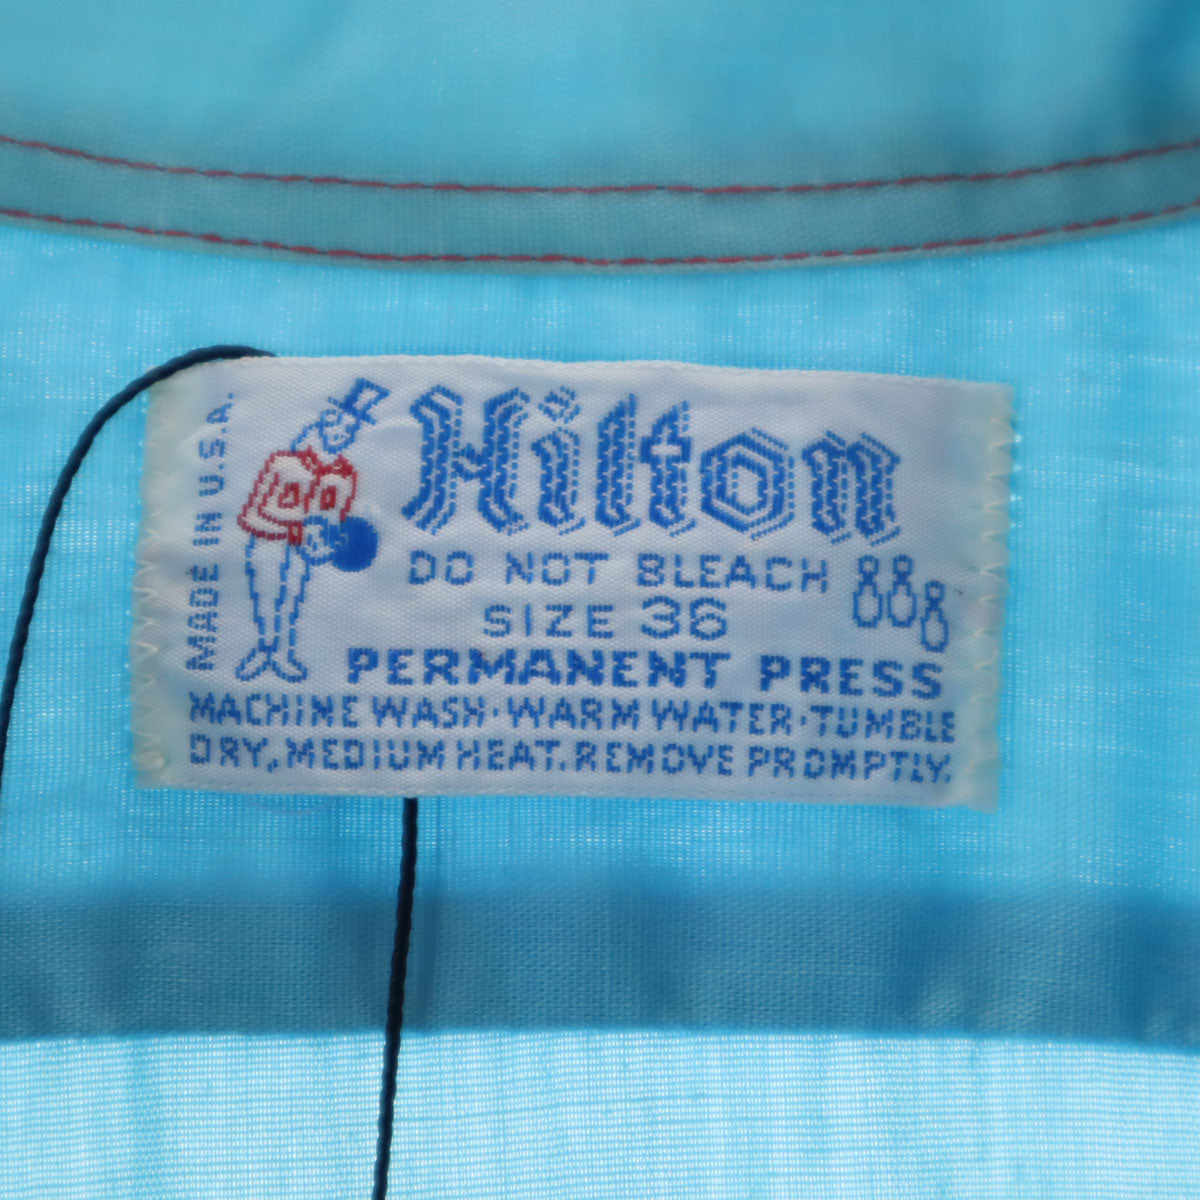 MADE IN U.S.A.
Hilton
DO NOT BLEACH
SIZE 36
PERMANENT PRESS
MACHINE WASH·WARM WATER·TUMBLE
DRY, MEDIUM HEAT. REMOVE PROMPTLY.